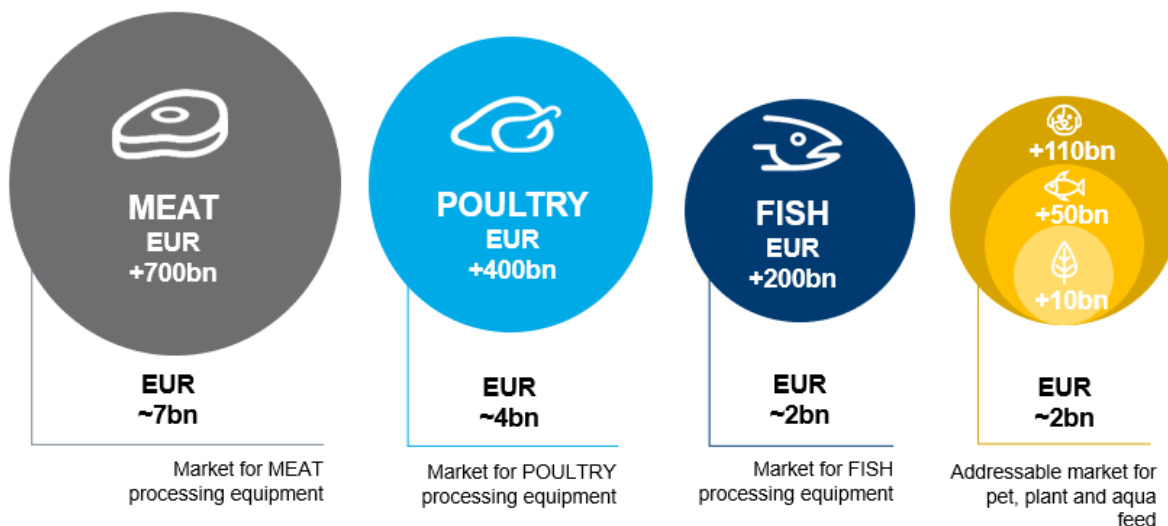 MEAT
EUR
+700bn
EUR
~7bn
Market for MEAT
processing equipment
POULTRY
EUR
+400bn
EUR
~4bn
Market for POULTRY
processing equipment
FISH
EUR
+200bn
EUR
~2bn
Market for FISH
processing equipment
+110bn
+50bn
+10bn
EUR
~2bn
Addressable market for
pet, plant and aqua
feed